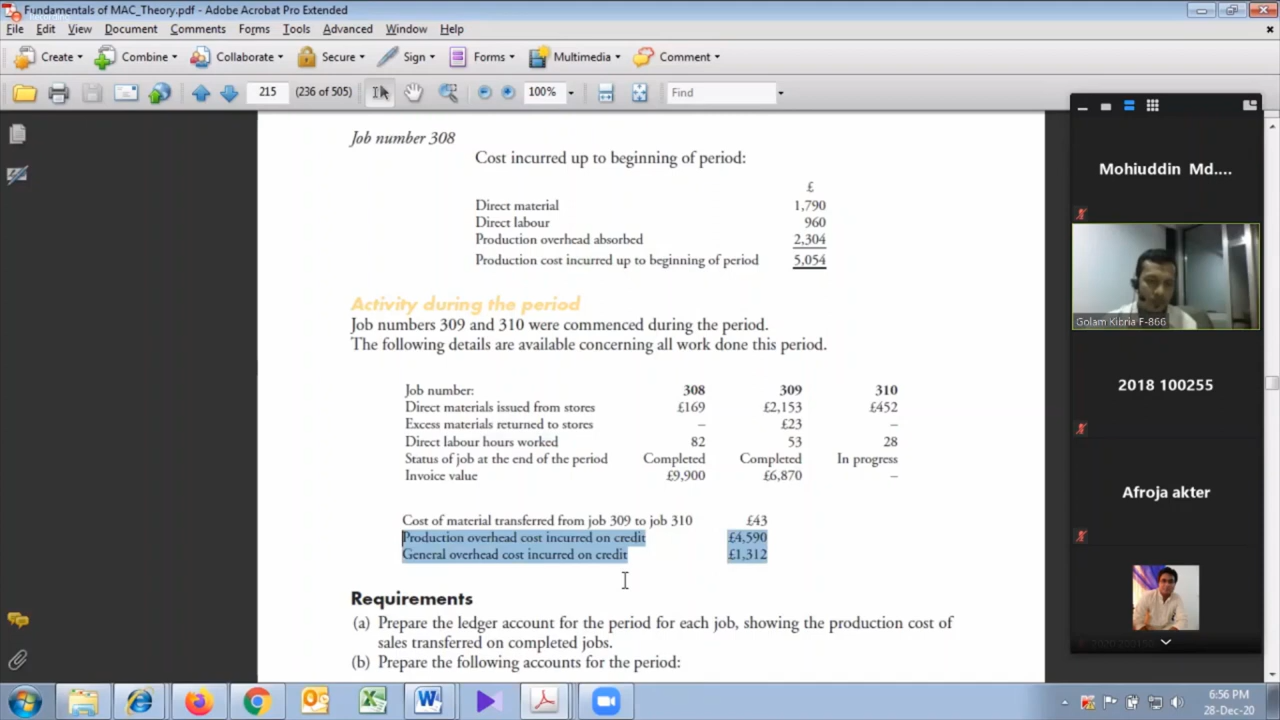 Fundamentals of MAC_Theory.pdf - Adobe Acrobat Pro Extended
Recording
File Edit View Document Comments Forms Tools Advanced Window Help
Create Combine Collaborate Secure Sign Forms Multimedia Comment
215 (236 of 505) 100% Find
Job number 308
Cost incurred up to beginning of period:
£
Direct material 1,790
Direct labour 960
Production overhead absorbed 2,304
Production cost incurred up to beginning of period 5,054
Activity during the period
Job numbers 309 and 310 were commenced during the period.
The following details are available concerning all work done this period.
Job number: 308 309 310
Direct materials issued from stores £169 £2,153 £452
Excess materials returned to stores – £23 –
Direct labour hours worked 82 53 28
Status of job at the end of the period Completed Completed In progress
Invoice value £9,900 £6,870 –
Cost of material transferred from job 309 to job 310 £43
Production overhead cost incurred on credit £4,590
General overhead cost incurred on credit £1,312
Requirements
(a) Prepare the ledger account for the period for each job, showing the production cost of
sales transferred on completed jobs.
(b) Prepare the following accounts for the period:
Mohiuddin Md....
Golam Kibria F-866
2018 100255
Afroja akter
6:56 PM
28-Dec-20